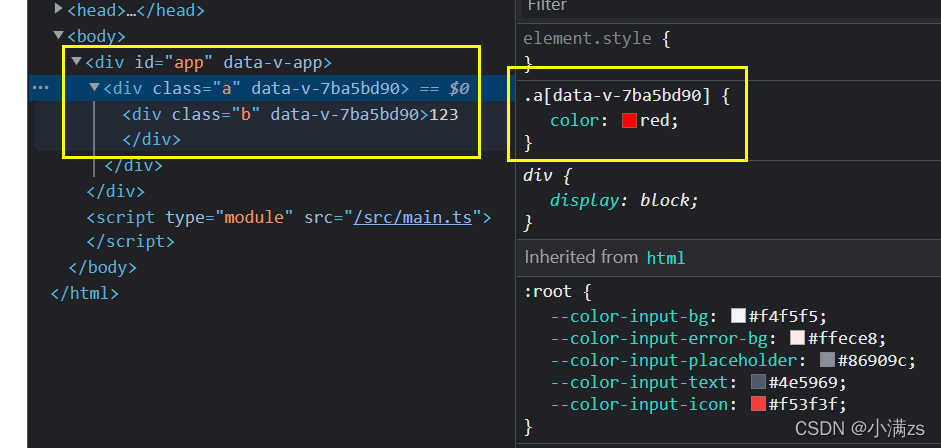 <head>…</head>
<body>
<div id="app" data-v-app>
<div class="a" data-v-7ba5bd90> == $0
<div class="b" data-v-7ba5bd90>123
</div>
</div>
</div>
<script type="module" src="/src/main.ts">
</script>
</body>
</html>
Filter
element.style {
}
.a[data-v-7ba5bd90] {
color: red;
}
div {
display: block;
}
Inherited from html
:root {
--color-input-bg: #f4f5f5;
--color-input-error-bg: #ffece8;
--color-input-placeholder: #86909c;
--color-input-text: #4e5969;
--color-input-icon: #f53f3f;
}
CSDN @小满zs